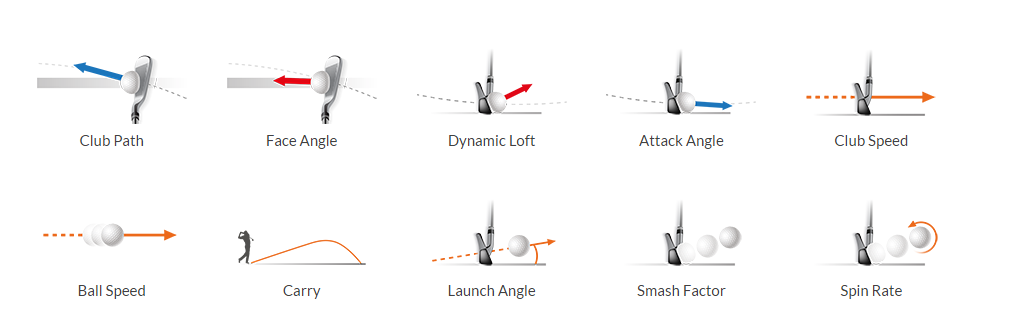 Club Path
Face Angle
Dynamic Loft
Attack Angle
Club Speed
Ball Speed
Carry
Launch Angle
Smash Factor
Spin Rate